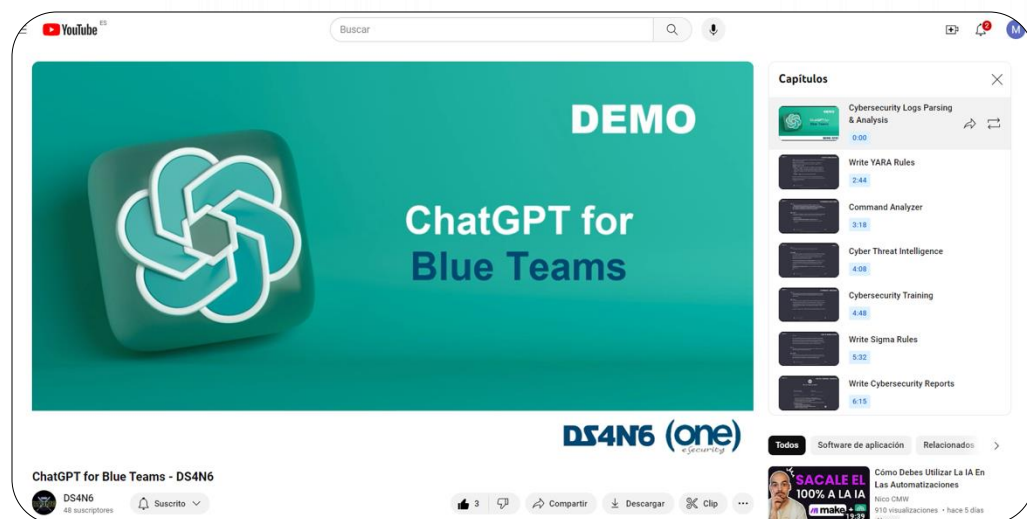 YouTube ES
Buscar
2
M
DEMO
ChatGPT for
Blue Teams
DS4N6 (one)
esecurity
ChatGPT for Blue Teams - DS4N6
DS4N6
48 suscriptores
Suscrito
3
Compartir
Descargar
Clip
Capítulos
Cybersecurity Logs Parsing
& Analysis
0:00
Write YARA Rules
2:44
Command Analyzer
3:18
Cyber Threat Intelligence
4:08
Cybersecurity Training
4:48
Write Sigma Rules
5:32
Write Cybersecurity Reports
6:15
Todos
Software de aplicación
Relacionados
SACALE EL
100% A LA IA
make
19:39
Cómo Debes Utilizar La IA En
Las Automatizaciones
Nico CMW
910 visualizaciones • hace 5 días